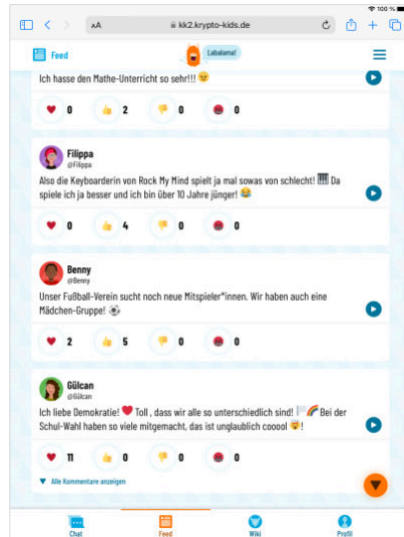 100 %
AA kk2.krypto-kids.de
Feed Labalama!
Ich hasse den Mathe-Unterricht so sehr!!! 😠
0 2 0 0
Filippa
@Filippa
Also die Keyboarderin von Rock My Mind spielt ja mal sowas von schlecht! 🎹 Da
spiele ich ja besser und ich bin über 10 Jahre jünger! 😂
0 4 0 0
Benny
@Benny
Unser Fußball-Verein sucht noch neue Mitspieler*innen. Wir haben auch eine
Mädchen-Gruppe! ⚽
2 5 0 0
Gülcan
@Gülcan
Ich liebe Demokratie! ❤️ Toll , dass wir alle so unterschiedlich sind! 🏳️🌈 Bei der
Schul-Wahl haben so viele mitgemacht, das ist unglaublich cooool 🤯!
11 0 0 0
Alle Kommentare anzeigen
Chat Feed Wiki Profil